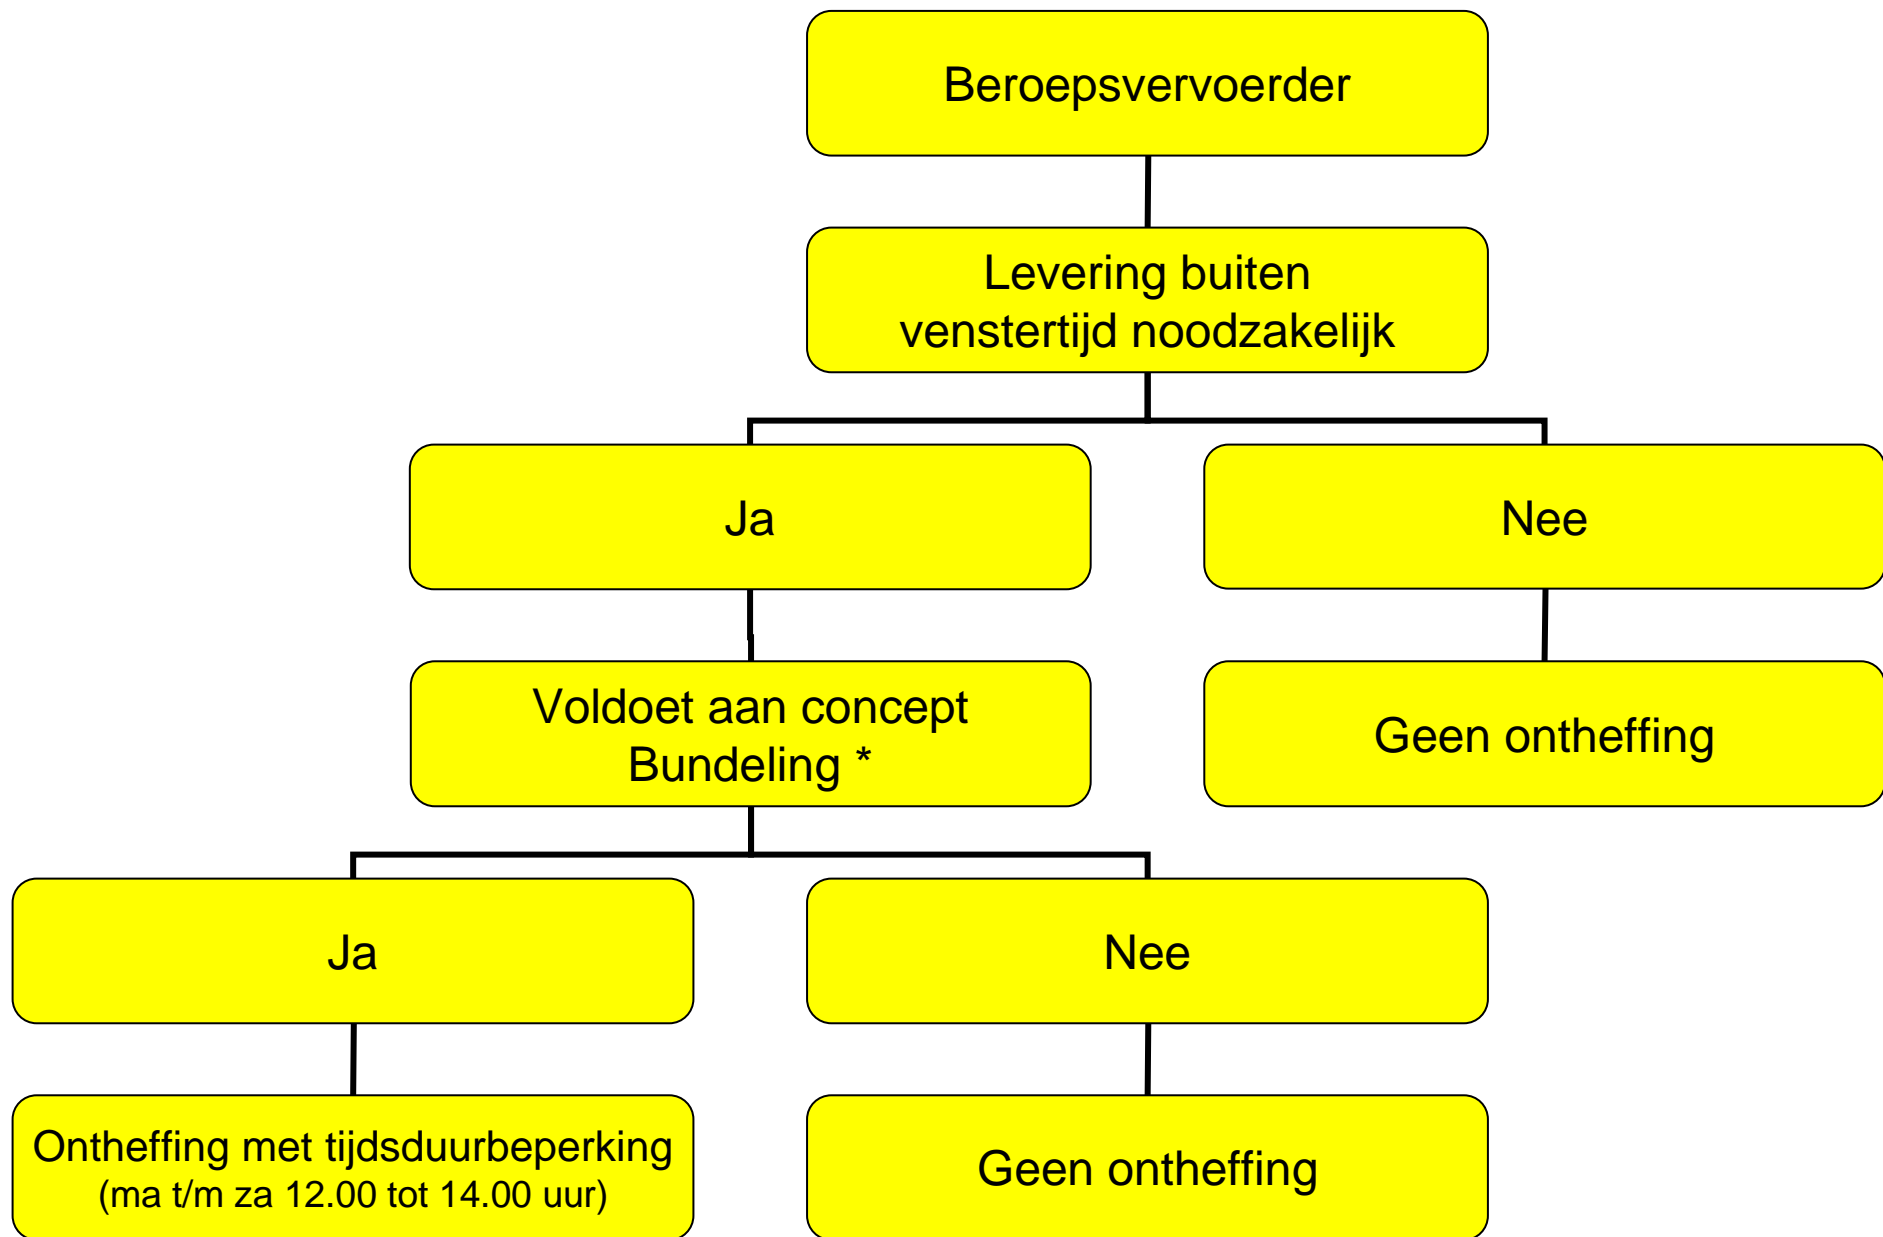 Beroepsvervoerder
Levering buiten
venstertijd noodzakelijk
Ja
Nee
Voldoet aan concept
Bundeling *
Geen ontheffing
Ja
Nee
Ontheffing met tijdsduurbeperking
(ma t/m za 12.00 tot 14.00 uur)
Geen ontheffing